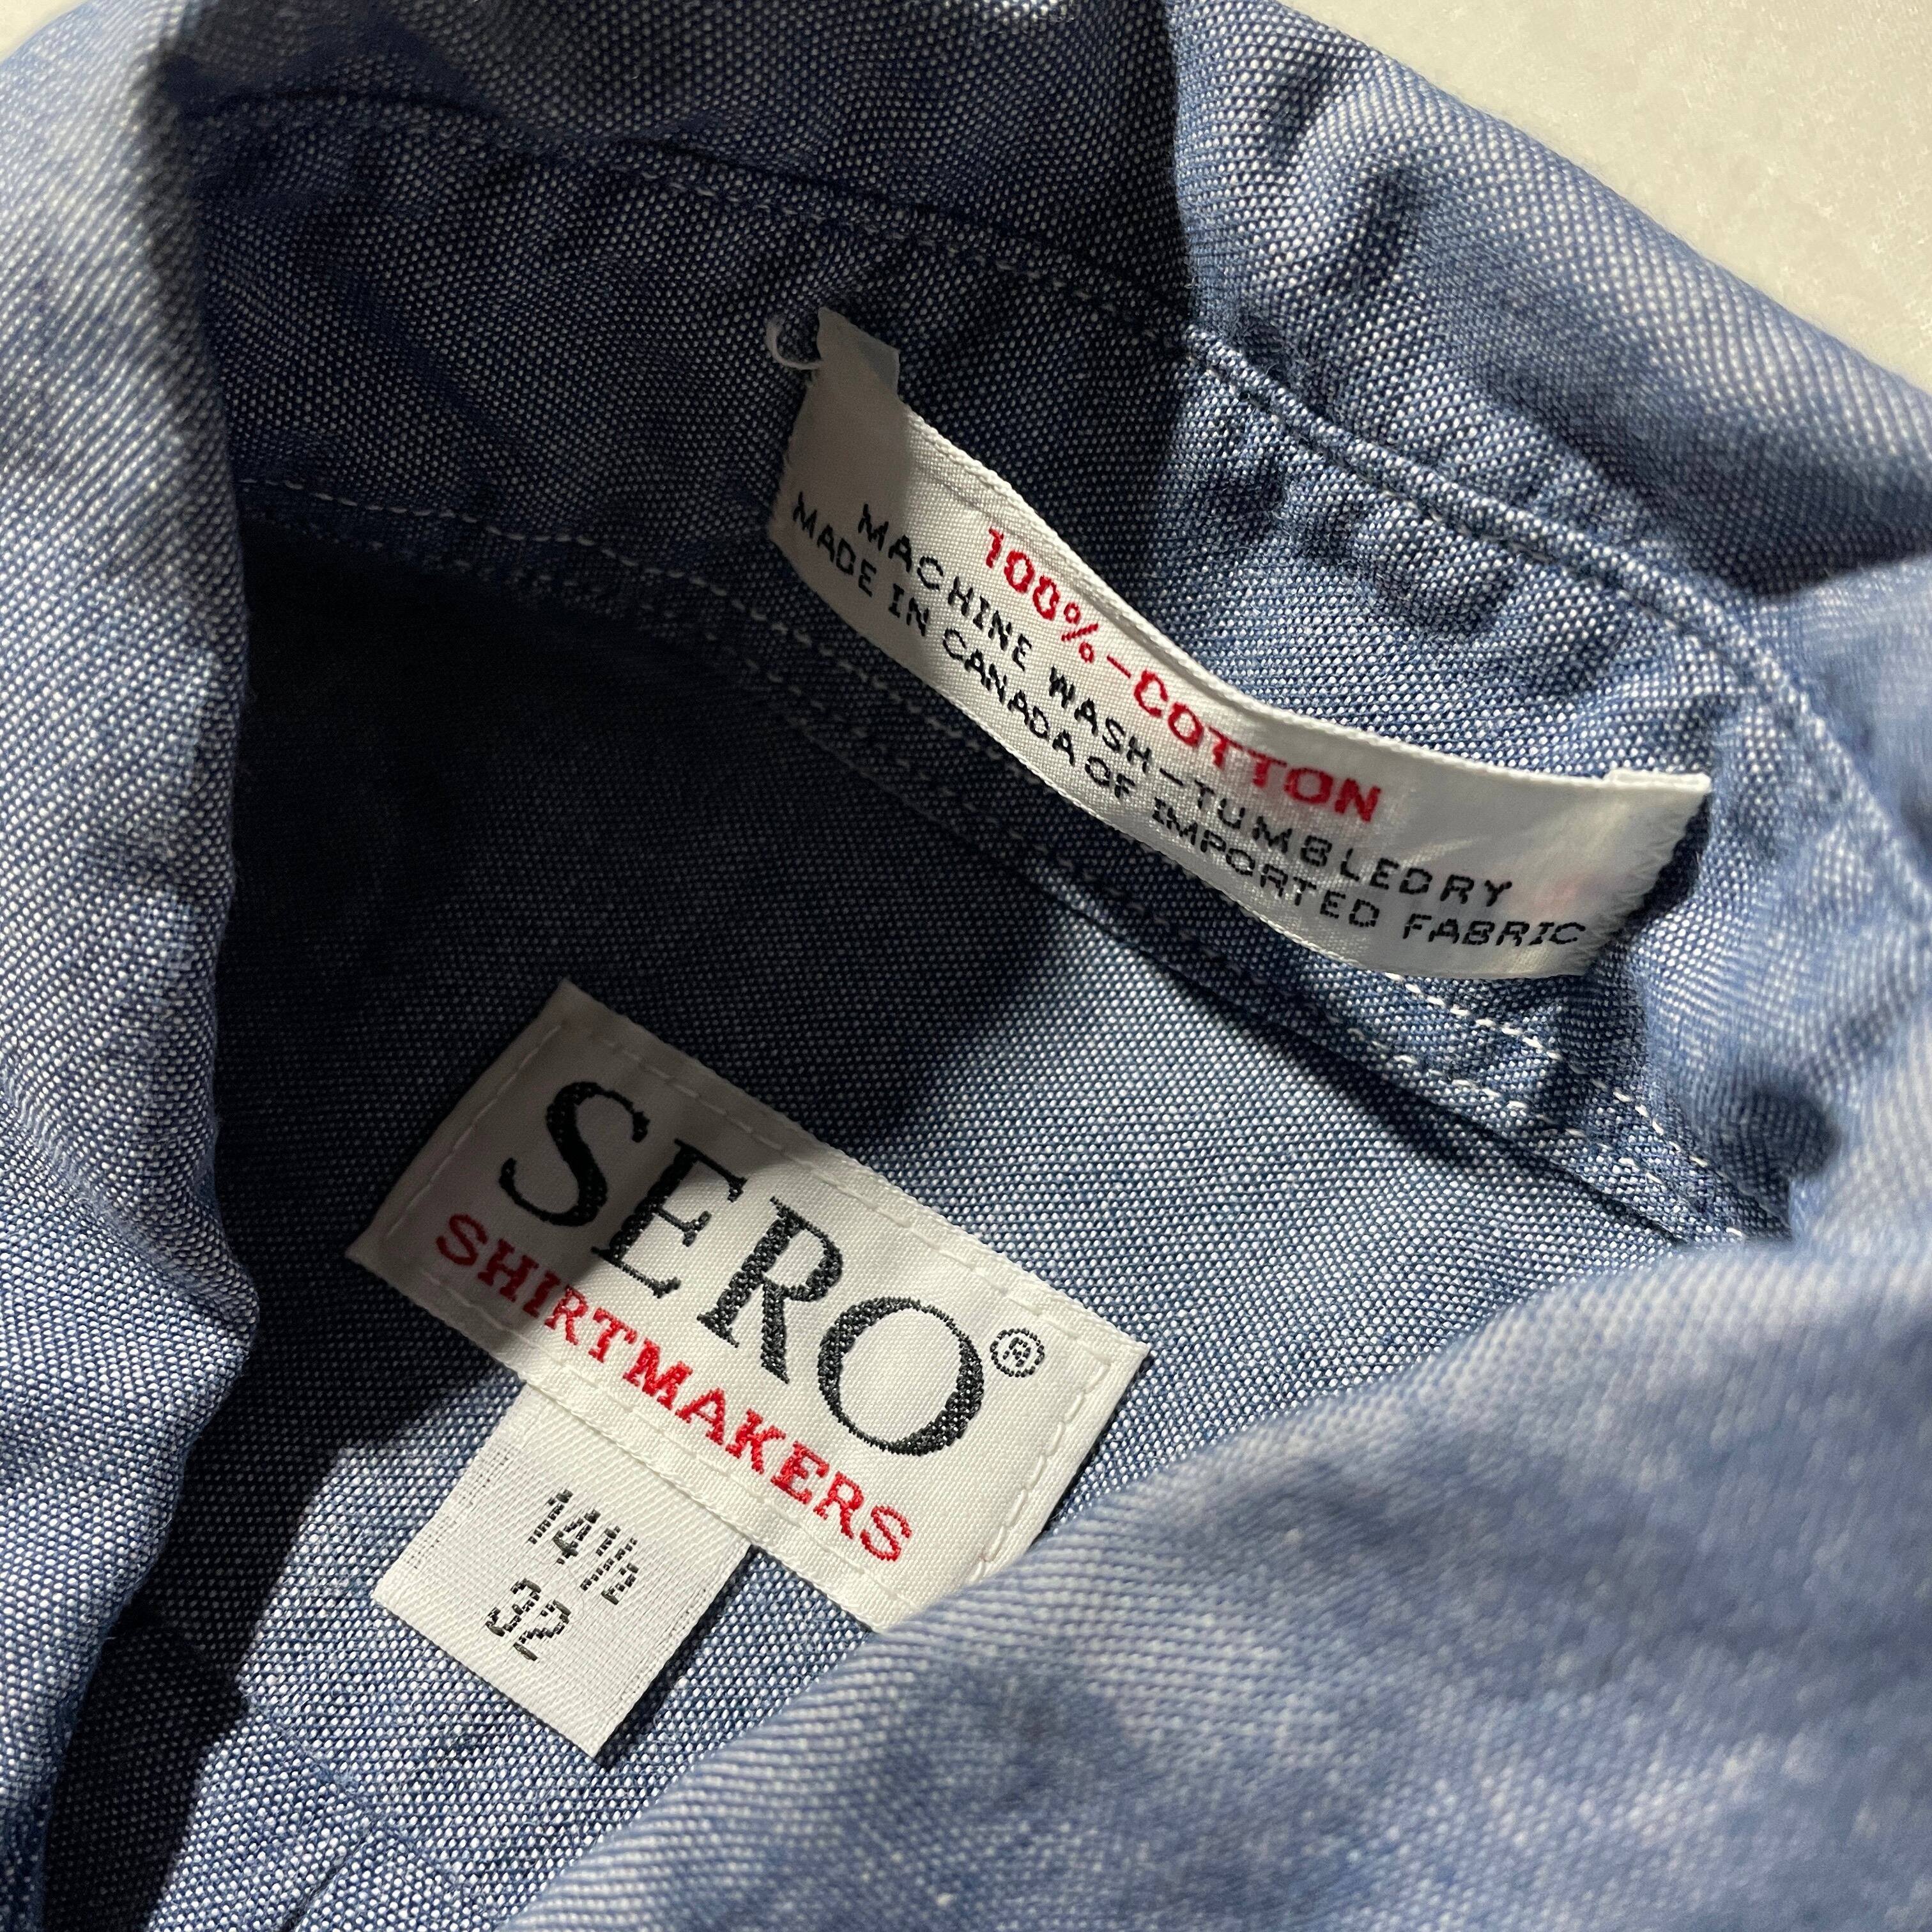 100%-COTTON
MACHINE WASH-TUMBLEDRY
MADE IN CANADA OF IMPORTED FABRIC
SERO®
SHIRTMAKERS
14½
32